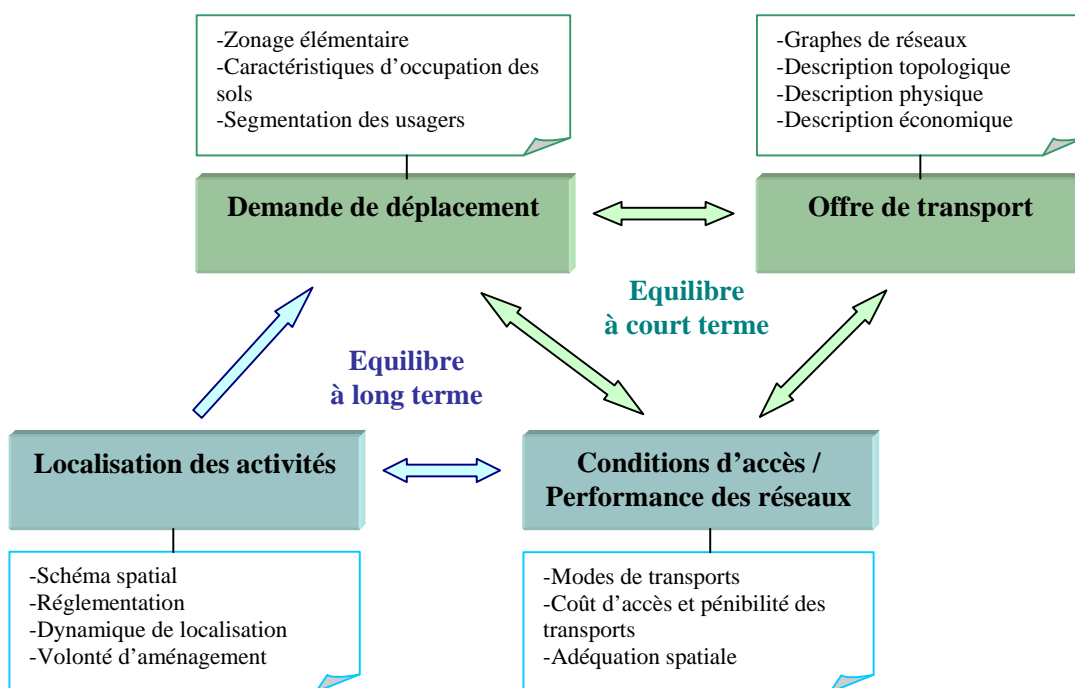 -Zonage élémentaire
-Caractéristiques d’occupation des
sols
-Segmentation des usagers
-Graphes de réseaux
-Description topologique
-Description physique
-Description économique
Demande de déplacement
Offre de transport
Equilibre
à court terme
Equilibre
à long terme
Localisation des activités
Conditions d’accès /
Performance des réseaux
-Schéma spatial
-Réglementation
-Dynamique de localisation
-Volonté d’aménagement
-Modes de transports
-Coût d’accès et pénibilité des
transports
-Adéquation spatiale